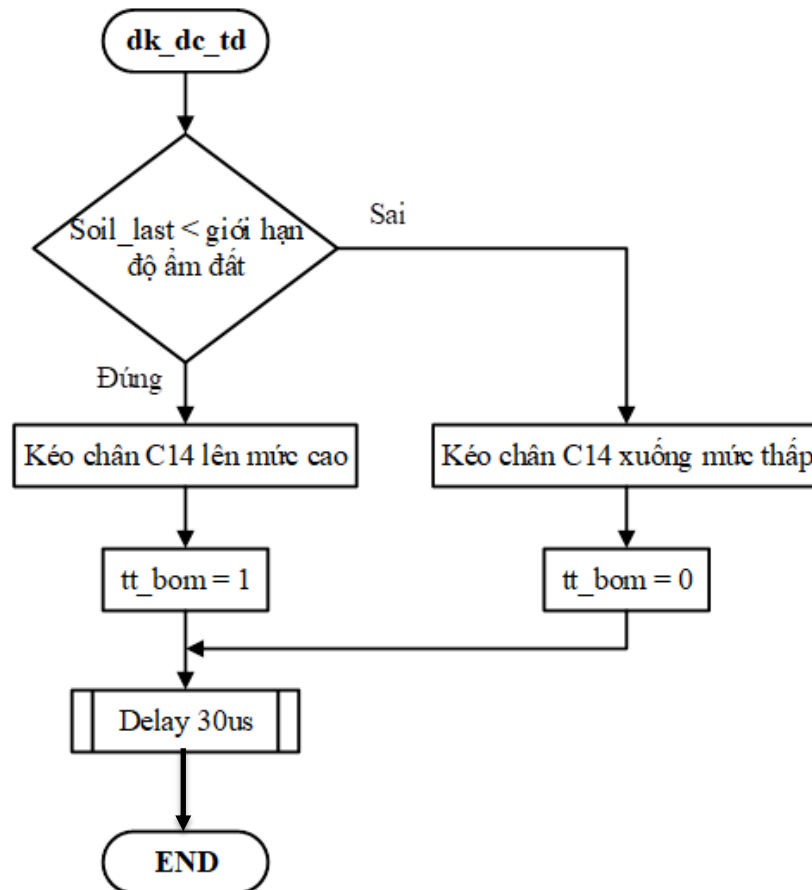 dk_dc_td
Soil_last < giới hạn
độ ẩm đất
Sai
Đúng
Kéo chân C14 lên mức cao
Kéo chân C14 xuống mức thấp
tt_bom = 1
tt_bom = 0
Delay 30us
END